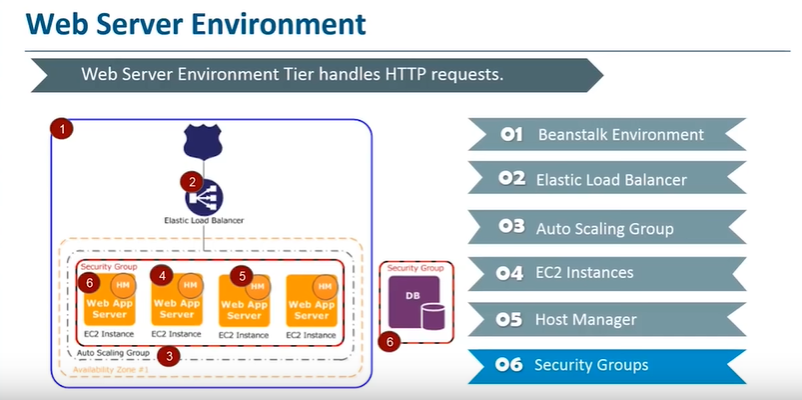 Web Server Environment
Web Server Environment Tier handles HTTP requests.
1
2
Elastic Load Balancer
Security Group
6
HM
Web App
Server
EC2 Instance
4
HM
Web App
Server
EC2 Instance
5
HM
Web App
Server
EC2 Instance
HM
Web App
Server
EC2 Instance
Auto Scaling Group
3
Availability Zone #1
Security Group
DB
6
01 Beanstalk Environment
02 Elastic Load Balancer
03 Auto Scaling Group
04 EC2 Instances
05 Host Manager
06 Security Groups